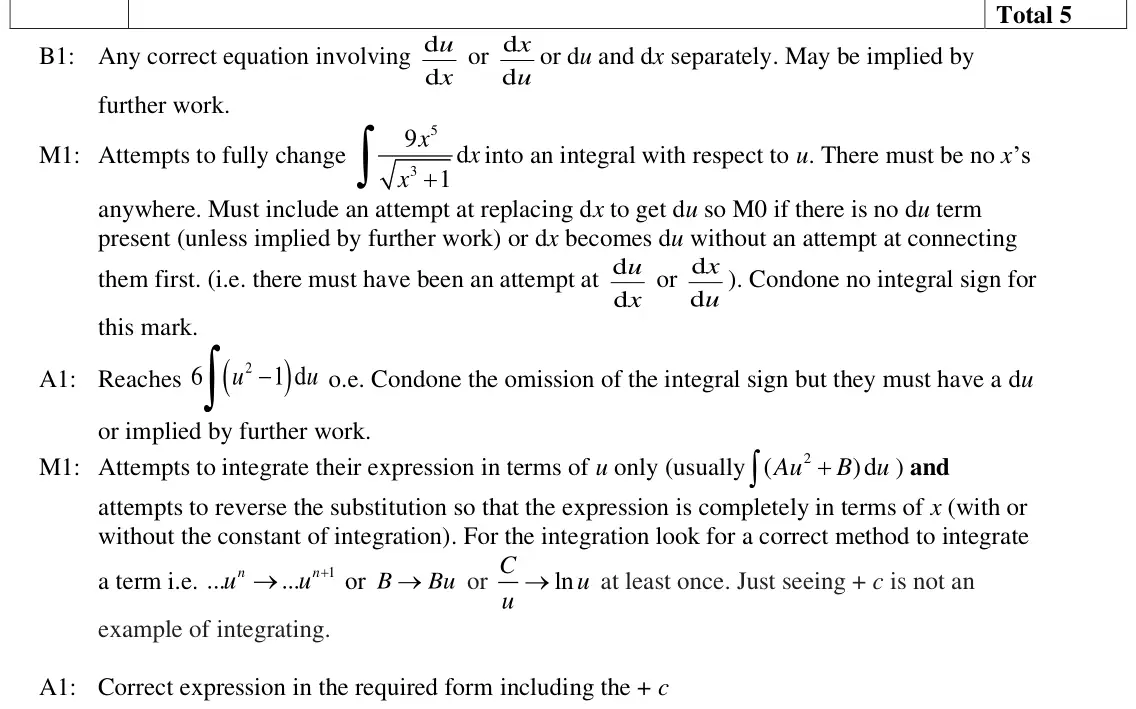 Total 5
B1: Any correct equation involving du/dx or dx/du or du and dx separately. May be implied by
further work.
M1: Attempts to fully change ∫ 9x⁵/√(x³ + 1) dx into an integral with respect to u. There must be no x’s
anywhere. Must include an attempt at replacing dx to get du so M0 if there is no du term
present (unless implied by further work) or dx becomes du without an attempt at connecting
them first. (i.e. there must have been an attempt at du/dx or dx/du ). Condone no integral sign for
this mark.
A1: Reaches 6∫(u² − 1)du o.e. Condone the omission of the integral sign but they must have a du
or implied by further work.
M1: Attempts to integrate their expression in terms of u only (usually ∫(Au² + B)du ) and
attempts to reverse the substitution so that the expression is completely in terms of x (with or
without the constant of integration). For the integration look for a correct method to integrate
a term i.e. ...uⁿ → ...uⁿ⁺¹ or B → Bu or C/u → ln u at least once. Just seeing + c is not an
example of integrating.
A1: Correct expression in the required form including the + c